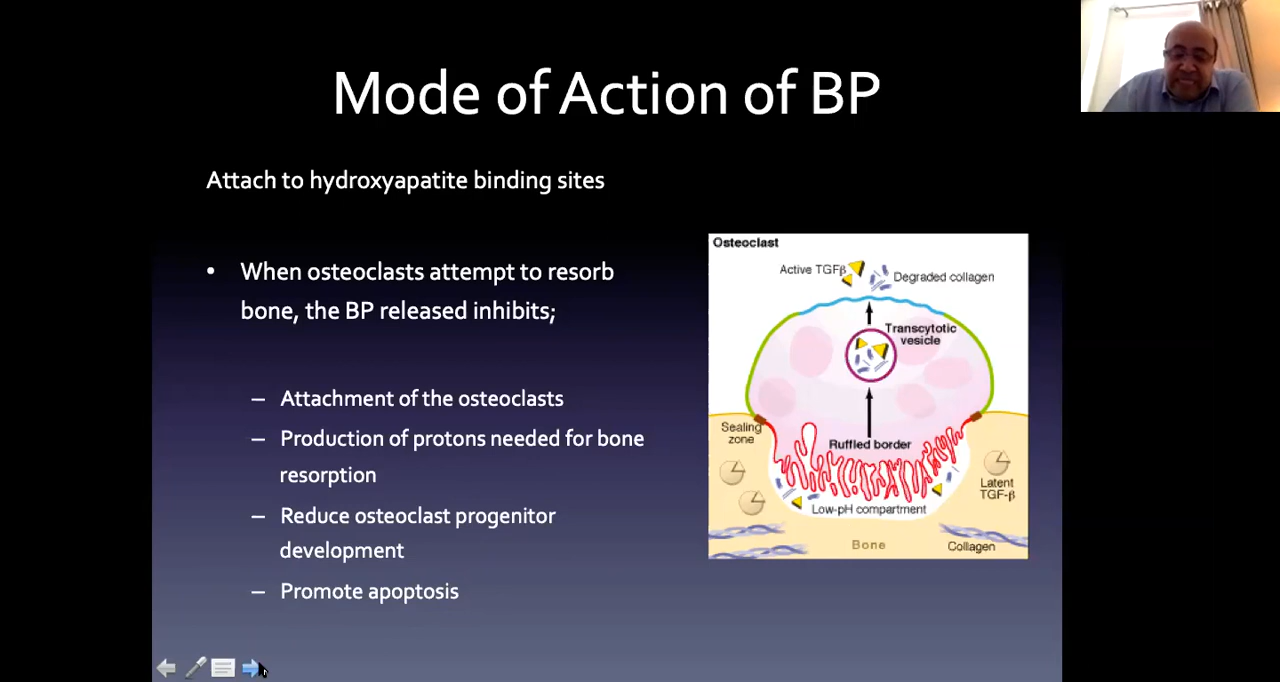 Mode of Action of BP
Attach to hydroxyapatite binding sites
• When osteoclasts attempt to resorb
bone, the BP released inhibits;
– Attachment of the osteoclasts
– Production of protons needed for bone
resorption
– Reduce osteoclast progenitor
development
– Promote apoptosis
Osteoclast
Active TGFβ
Degraded collagen
Transcytotic
vesicle
Sealing
zone
Ruffled border
Latent
TGF-β
Low-pH compartment
Bone
Collagen